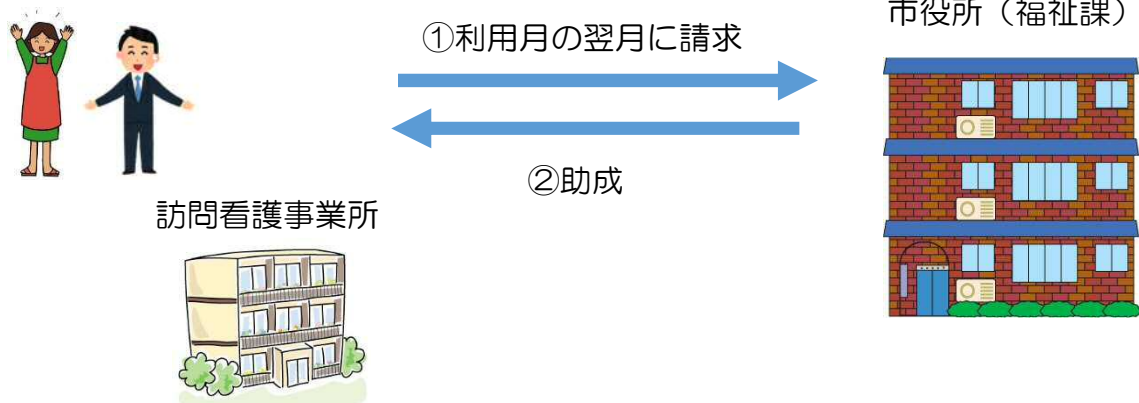 市役所（福祉課）
①利用月の翌月に請求
②助成
訪問看護事業所